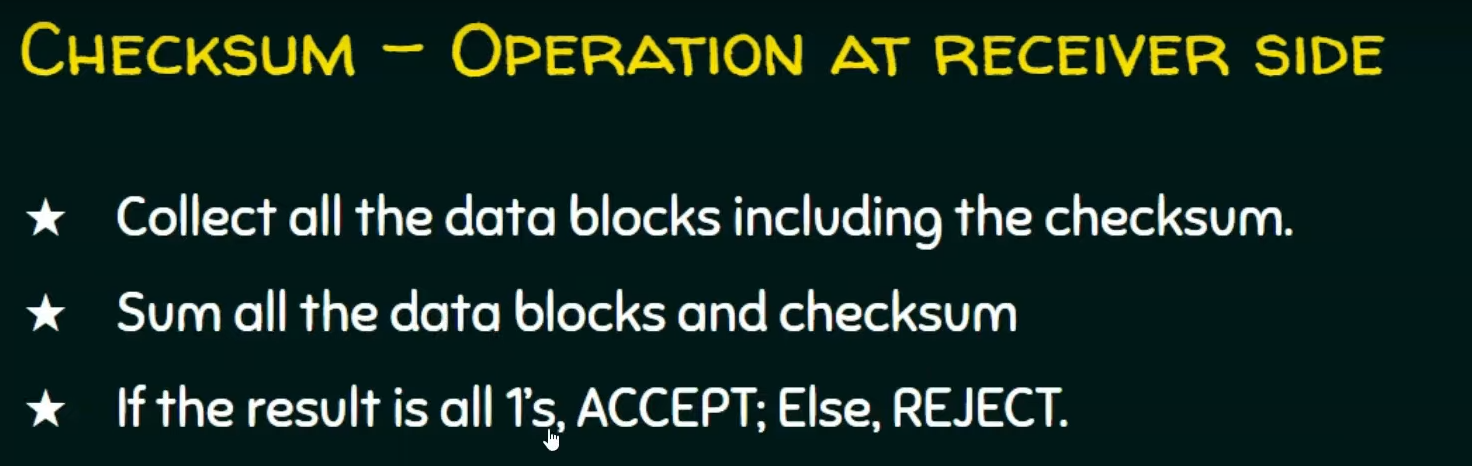 Checksum – Operation at receiver side
★ Collect all the data blocks including the checksum.
★ Sum all the data blocks and checksum
★ If the result is all 1's, ACCEPT; Else, REJECT.